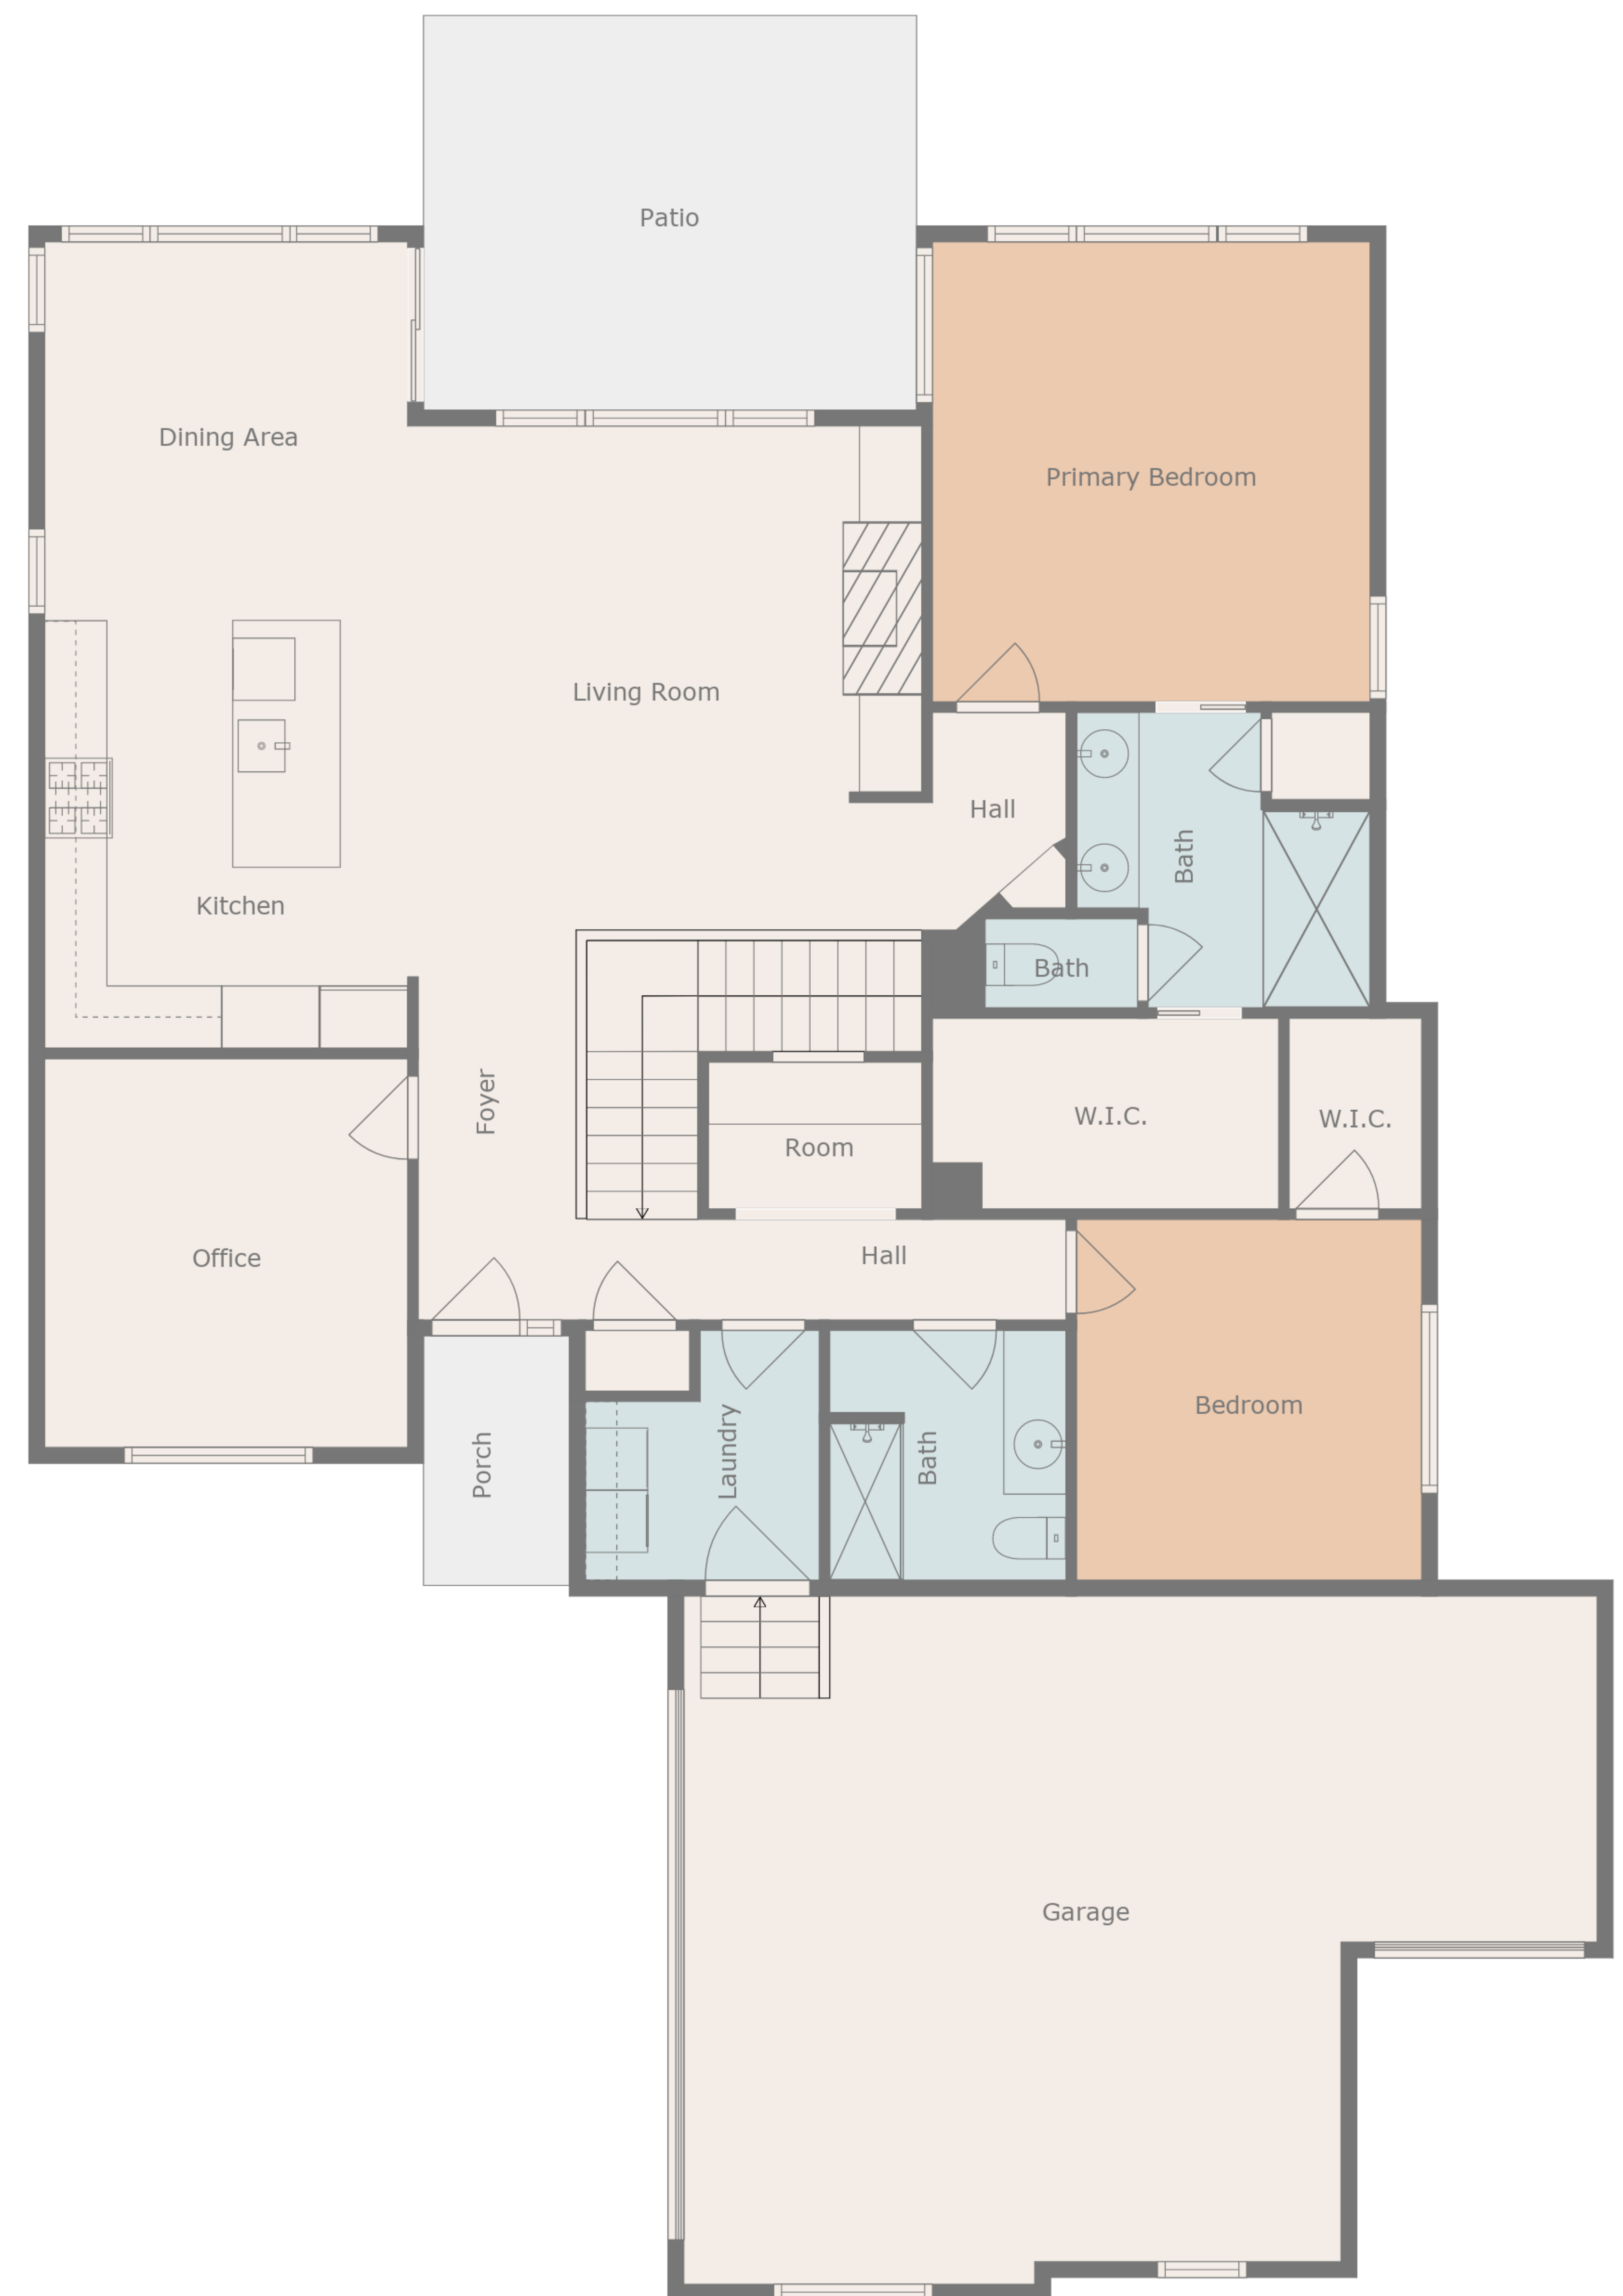 Patio
Dining Area
Primary Bedroom
Living Room
Hall
Bath
Kitchen
Bath
Foyer
W.I.C.
W.I.C.
Room
Office
Hall
Bedroom
Porch
Laundry
Bath
Garage